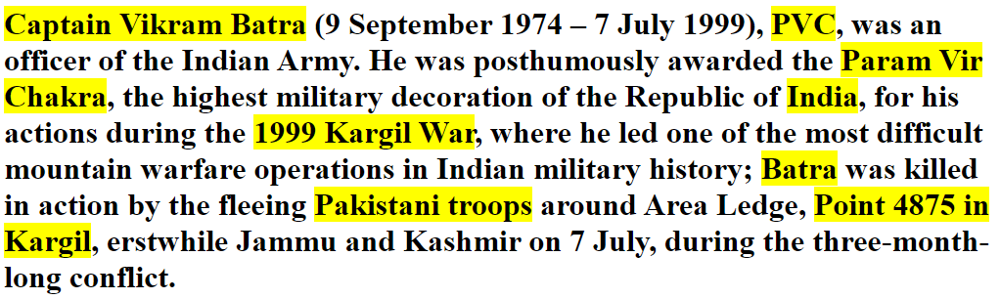 Captain Vikram Batra (9 September 1974 – 7 July 1999), PVC, was an
officer of the Indian Army. He was posthumously awarded the Param Vir
Chakra, the highest military decoration of the Republic of India, for his
actions during the 1999 Kargil War, where he led one of the most difficult
mountain warfare operations in Indian military history; Batra was killed
in action by the fleeing Pakistani troops around Area Ledge, Point 4875 in
Kargil, erstwhile Jammu and Kashmir on 7 July, during the three-month-
long conflict.